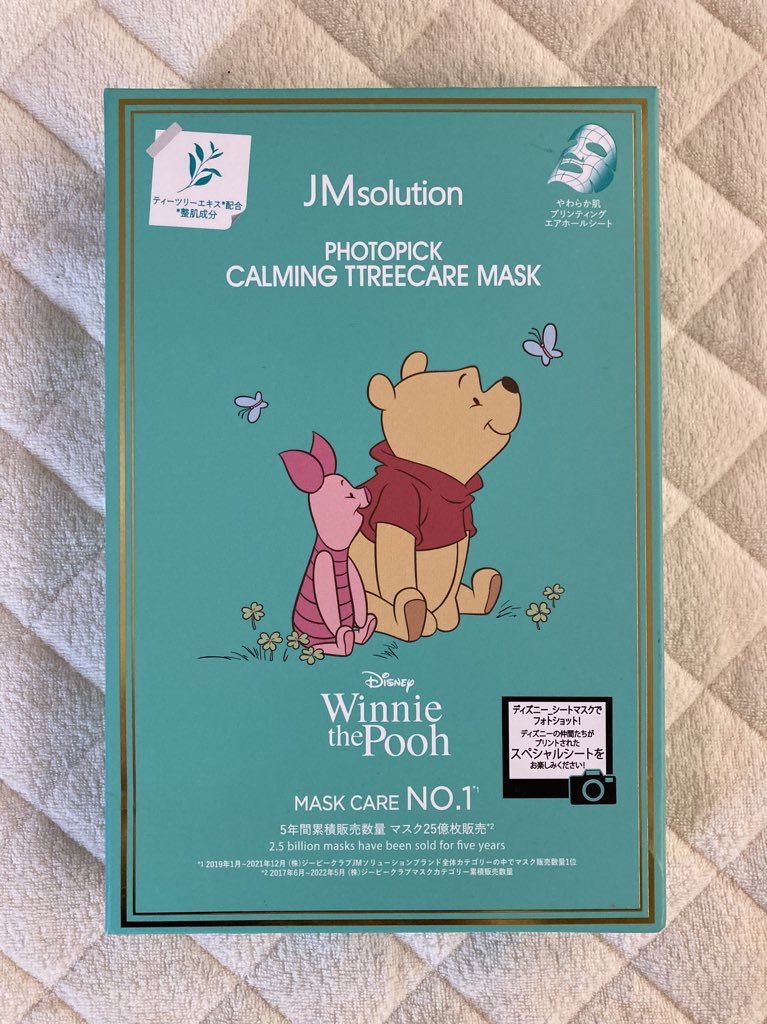 ティーツリーエキス*配合
*整肌成分
JMsolution
やわらか肌
プリンティング
エアホールシート
PHOTOPICK
CALMING TTREECARE MASK
Disney
Winnie
the Pooh
ディズニー_シートマスクで
フォトショット!
ディズニーの仲間たちが
プリントされた
スペシャルシートを
お楽しみください!
MASK CARE NO.1*1
5年間累積販売数量 マスク25億枚販売*2
2.5 billion masks have been sold for five years
*1 2019年1月~2021年12月 (株)ジーピークラブJMソリューションブランド全体カテゴリーの中でマスク販売数量1位
*2 2017年6月~2022年5月 (株)ジーピークラブマスクカテゴリー累積販売数量